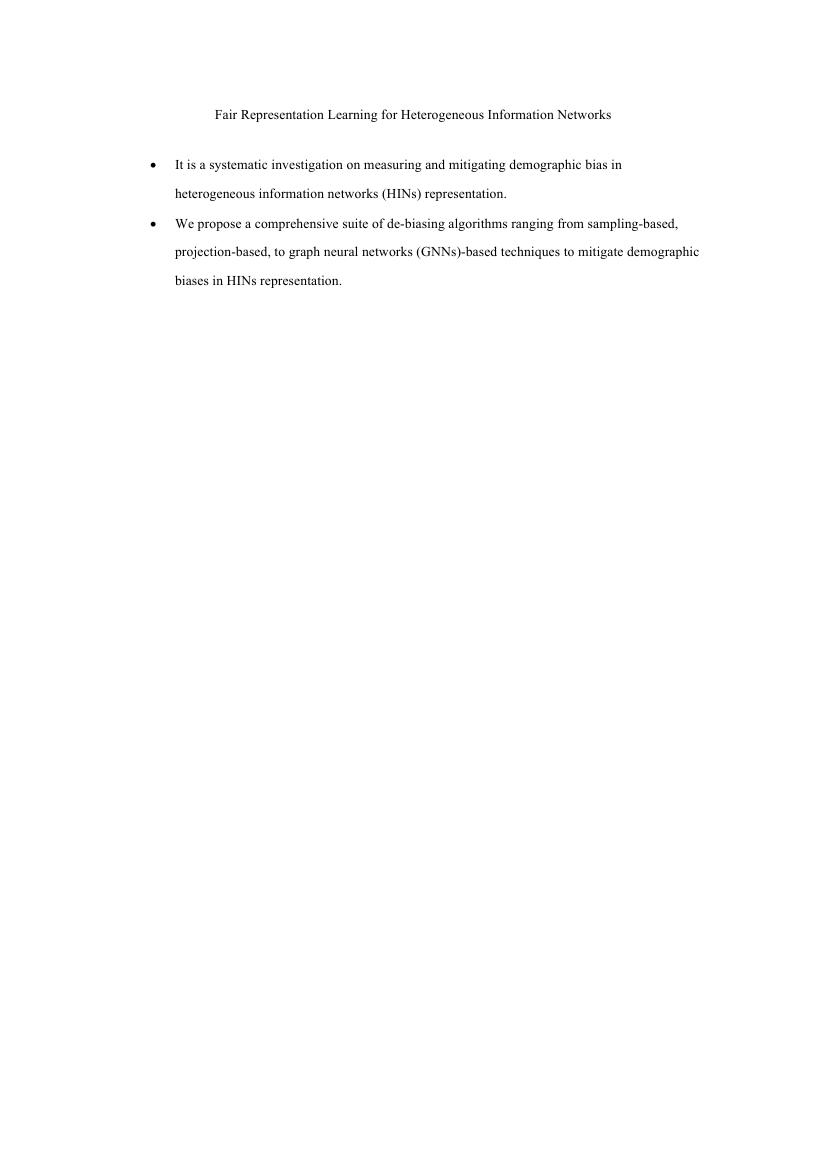 Fair Representation Learning for Heterogeneous Information Networks
• It is a systematic investigation on measuring and mitigating demographic bias in
heterogeneous information networks (HINs) representation.
• We propose a comprehensive suite of de-biasing algorithms ranging from sampling-based,
projection-based, to graph neural networks (GNNs)-based techniques to mitigate demographic
biases in HINs representation.